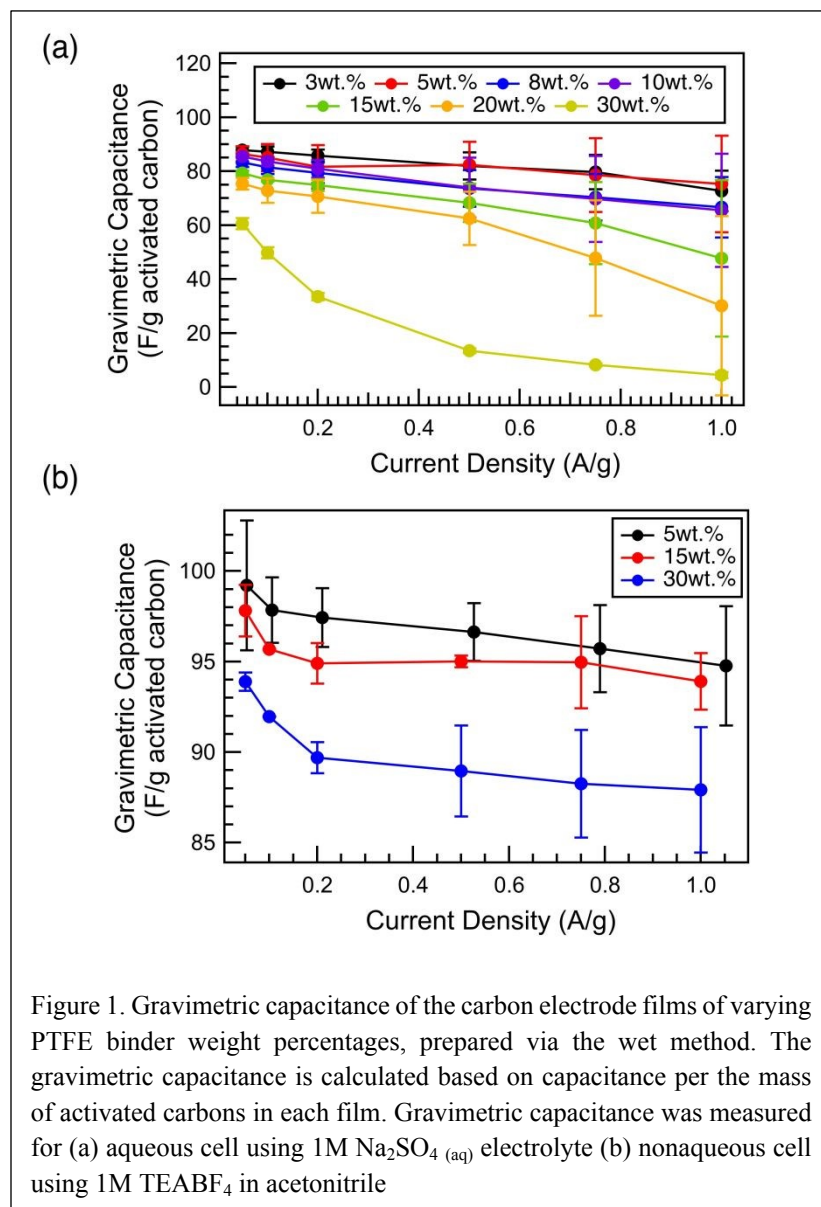 (a)
120
3wt.% 5wt.% 8wt.% 10wt.%
15wt.% 20wt.% 30wt.%
100
80
60
40
20
0
Gravimetric Capacitance
(F/g activated carbon)
0.2 0.4 0.6 0.8 1.0
Current Density (A/g)
(b)
5wt.%
15wt.%
30wt.%
100
95
90
85
Gravimetric Capacitance
(F/g activated carbon)
0.2 0.4 0.6 0.8 1.0
Current Density (A/g)
Figure 1. Gravimetric capacitance of the carbon electrode films of varying
PTFE binder weight percentages, prepared via the wet method. The
gravimetric capacitance is calculated based on capacitance per the mass
of activated carbons in each film. Gravimetric capacitance was measured
for (a) aqueous cell using 1M Na₂SO₄ (aq) electrolyte (b) nonaqueous cell
using 1M TEABF₄ in acetonitrile